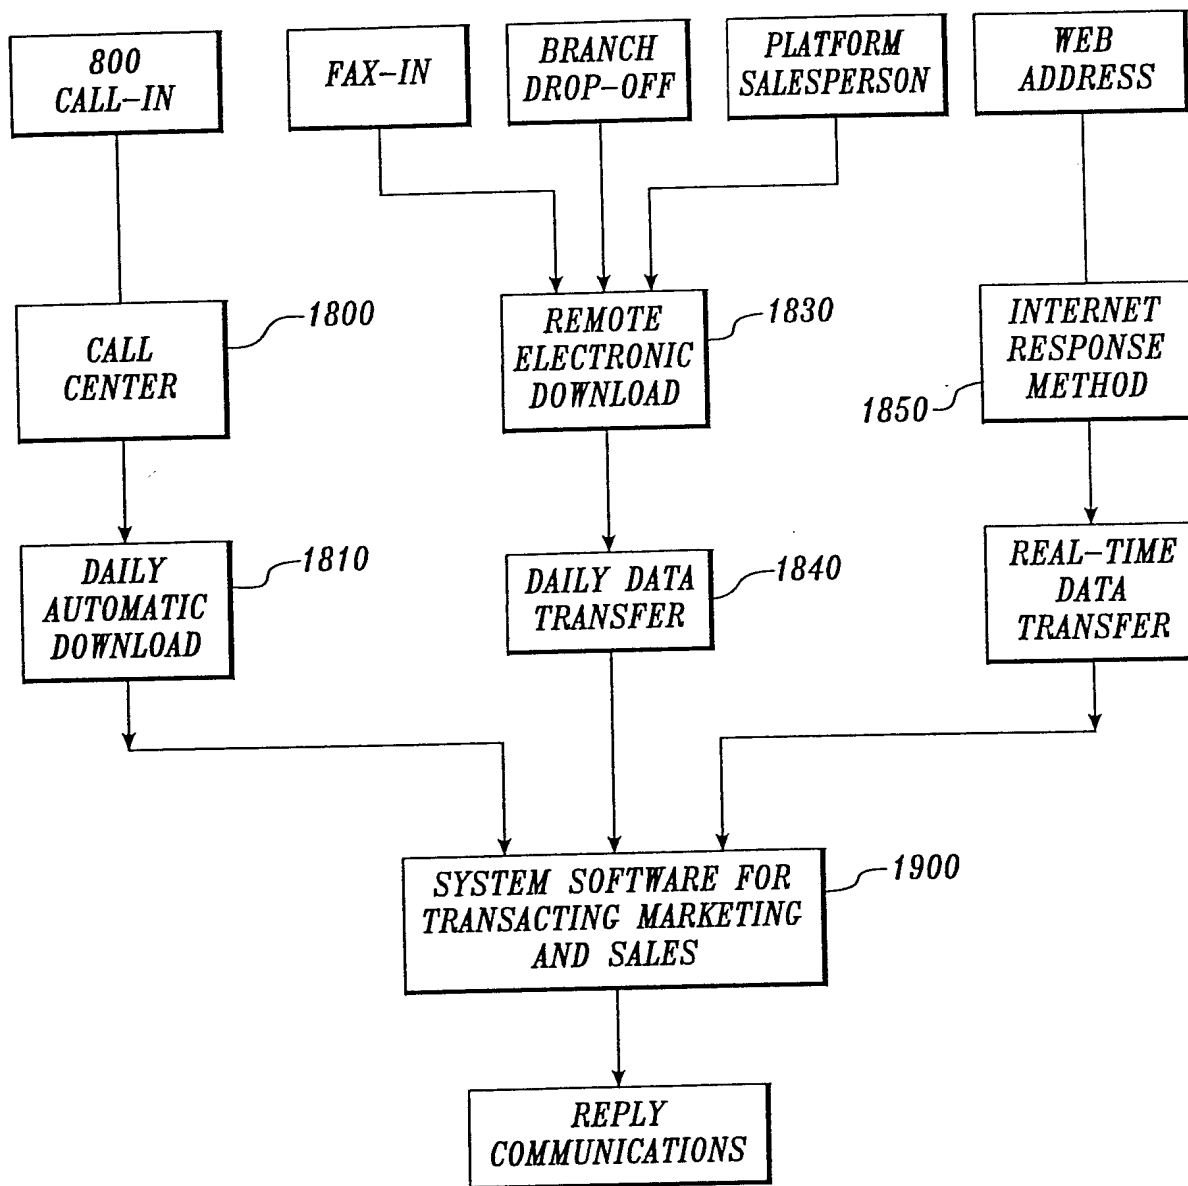 800
CALL-IN
FAX-IN
BRANCH
DROP-OFF
PLATFORM
SALESPERSON
WEB
ADDRESS
CALL
CENTER
1800
REMOTE
ELECTRONIC
DOWNLOAD
1830
INTERNET
RESPONSE
METHOD
1850
DAILY
AUTOMATIC
DOWNLOAD
1810
DAILY DATA
TRANSFER
1840
REAL-TIME
DATA
TRANSFER
SYSTEM SOFTWARE FOR
TRANSACTING MARKETING
AND SALES
1900
REPLY
COMMUNICATIONS